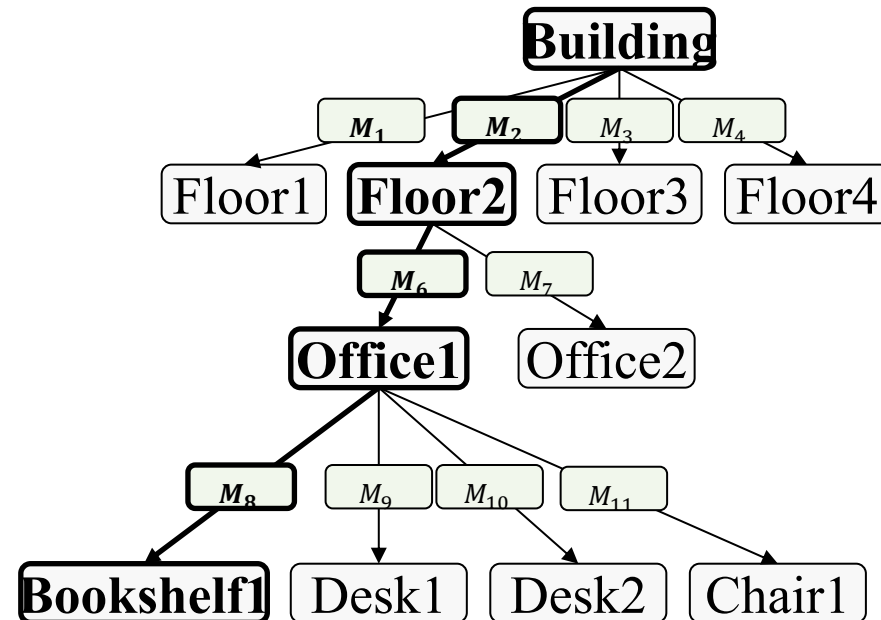 Building
M₁ M₂ M₃ M₄
Floor1 Floor2 Floor3 Floor4
M₆ M₇
Office1 Office2
M₈ M₉ M₁₀ M₁₁
Bookshelf1 Desk1 Desk2 Chair1